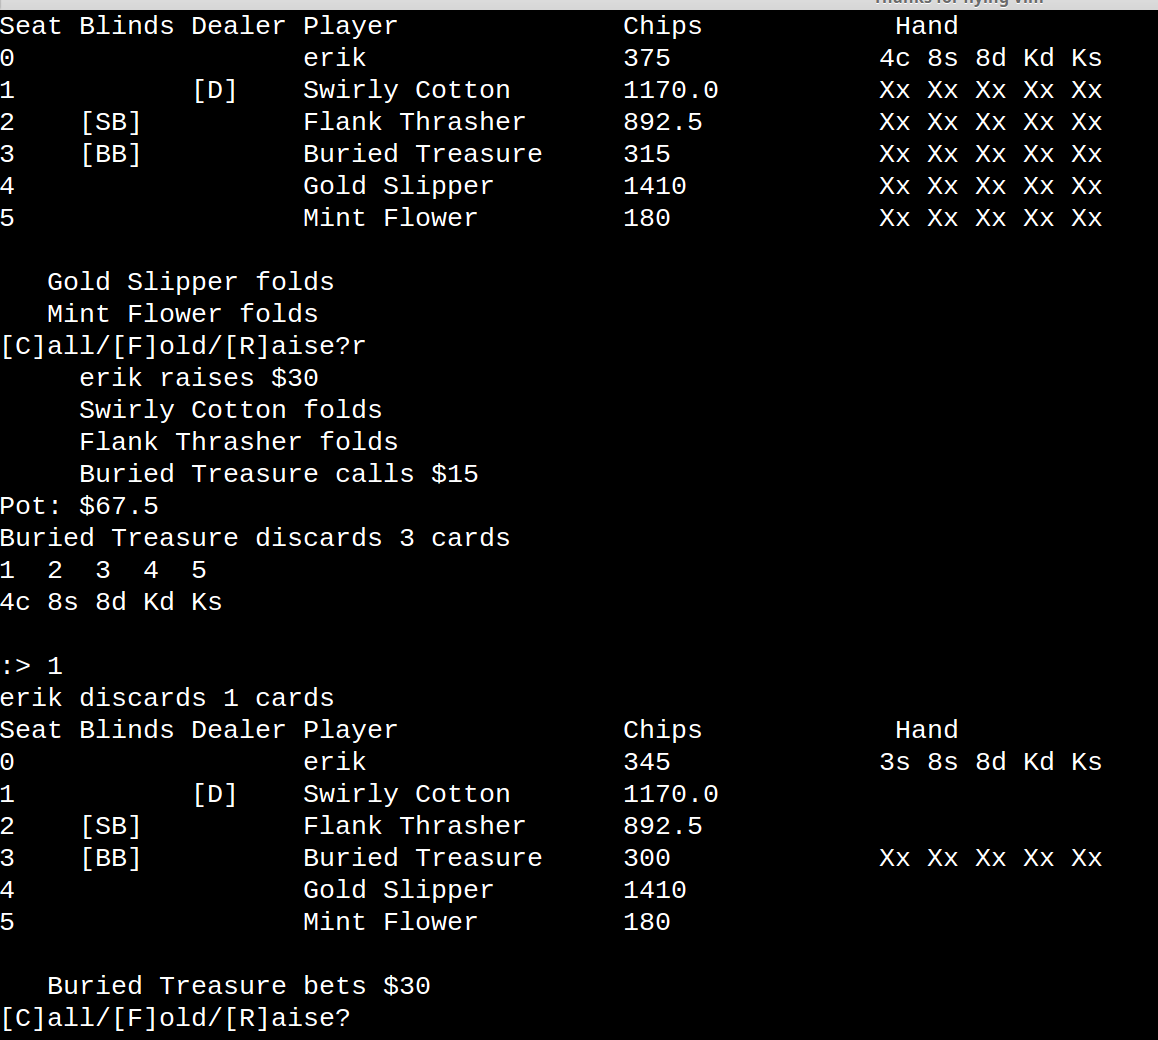 Seat Blinds Dealer Player Chips Hand
0 erik 375 4c 8s 8d Kd Ks
1 [D] Swirly Cotton 1170.0 Xx Xx Xx Xx Xx
2 [SB] Flank Thrasher 892.5 Xx Xx Xx Xx Xx
3 [BB] Buried Treasure 315 Xx Xx Xx Xx Xx
4 Gold Slipper 1410 Xx Xx Xx Xx Xx
5 Mint Flower 180 Xx Xx Xx Xx Xx
Gold Slipper folds
Mint Flower folds
[C]all/[F]old/[R]aise?r
erik raises $30
Swirly Cotton folds
Flank Thrasher folds
Buried Treasure calls $15
Pot: $67.5
Buried Treasure discards 3 cards
1 2 3 4 5
4c 8s 8d Kd Ks
:> 1
erik discards 1 cards
Seat Blinds Dealer Player Chips Hand
0 erik 345 3s 8s 8d Kd Ks
1 [D] Swirly Cotton 1170.0
2 [SB] Flank Thrasher 892.5
3 [BB] Buried Treasure 300 Xx Xx Xx Xx Xx
4 Gold Slipper 1410
5 Mint Flower 180
Buried Treasure bets $30
[C]all/[F]old/[R]aise?